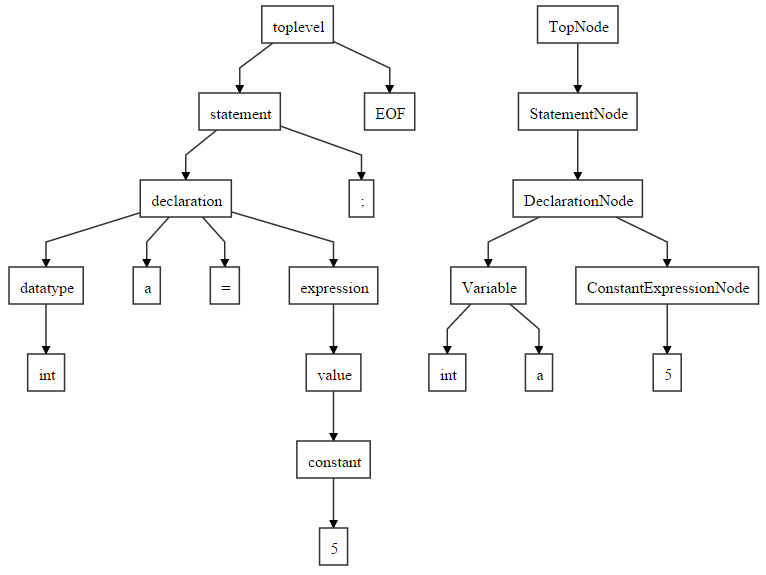 toplevel
TopNode
statement
EOF
StatementNode
declaration
;
DeclarationNode
datatype
a
=
expression
Variable
ConstantExpressionNode
int
value
int
a
5
constant
5